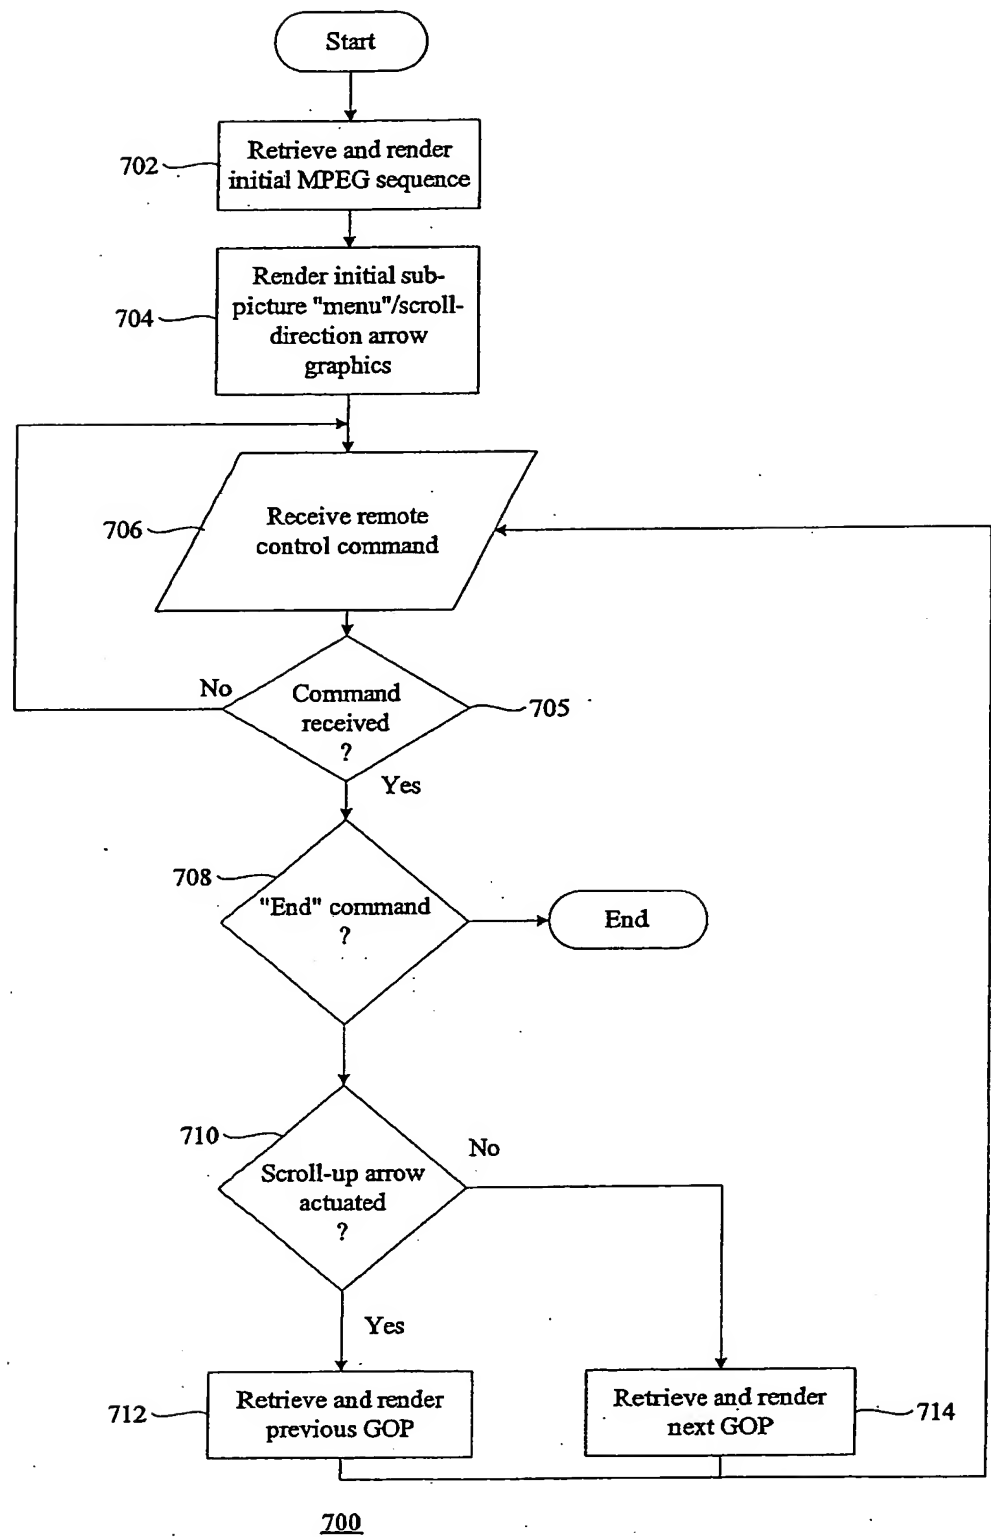 Start
702
Retrieve and render
initial MPEG sequence
704
Render initial sub-
picture "menu"/scroll-
direction arrow
graphics
706
Receive remote
control command
No
Command
received
?
705
Yes
708
"End" command
?
End
710
Scroll-up arrow
actuated
?
No
Yes
712
Retrieve and render
previous GOP
Retrieve and render
next GOP
714
700